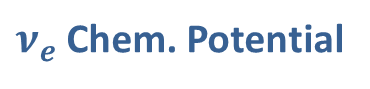 νₑ Chem. Potential